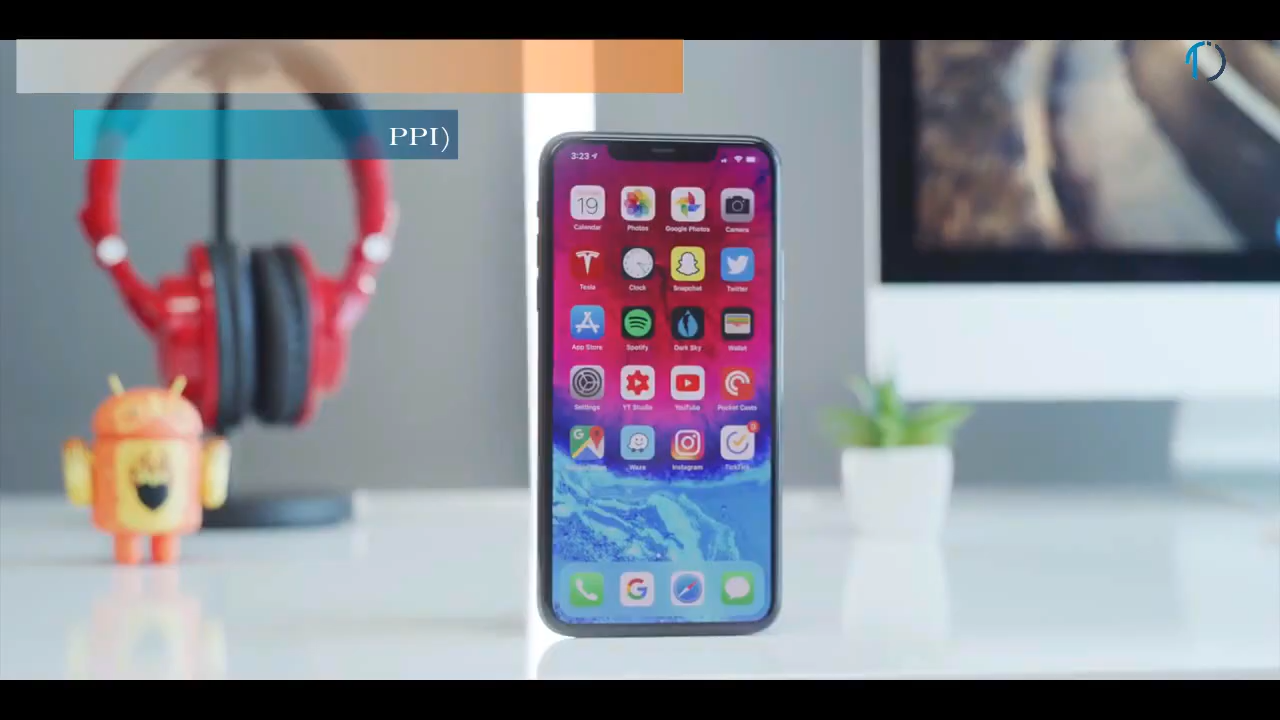 PPI)
3:23
19
Calendar Photos Google Photos Camera
Tesla Clock Snapchat Twitter
App Store Spotify Dark Sky Wallet
Settings YT Studio YouTube Pocket Casts
Waze Instagram TickTick